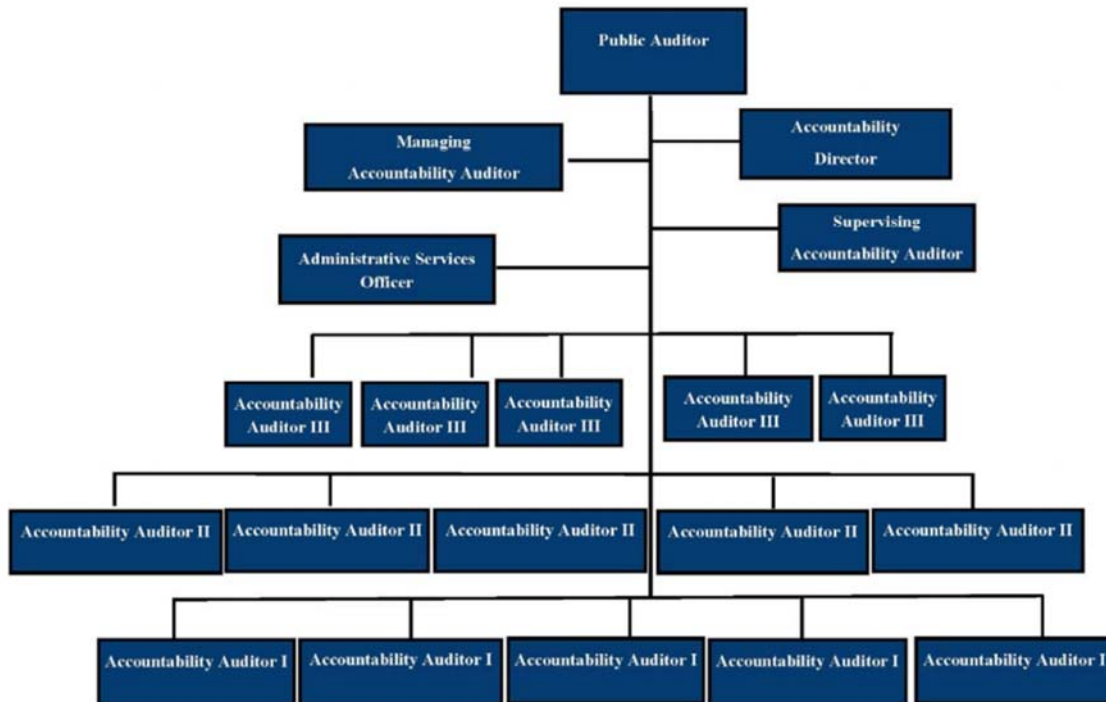 Public Auditor
Accountability
Director
Managing
Accountability Auditor
Supervising
Accountability Auditor
Administrative Services
Officer
Accountability
Auditor III
Accountability
Auditor III
Accountability
Auditor III
Accountability
Auditor III
Accountability
Auditor III
Accountability Auditor II
Accountability Auditor II
Accountability Auditor II
Accountability Auditor II
Accountability Auditor II
Accountability Auditor I
Accountability Auditor I
Accountability Auditor I
Accountability Auditor I
Accountability Auditor I